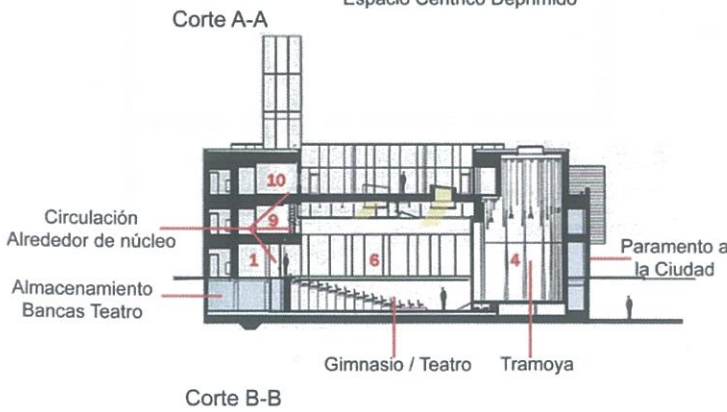 Espacio Céntrico Deprimido
Corte A-A
10
9
1
6
4
Circulación
Alrededor de núcleo
Almacenamiento
Bancas Teatro
Paramento a
la Ciudad
Gimnasio / Teatro
Tramoya
Corte B-B